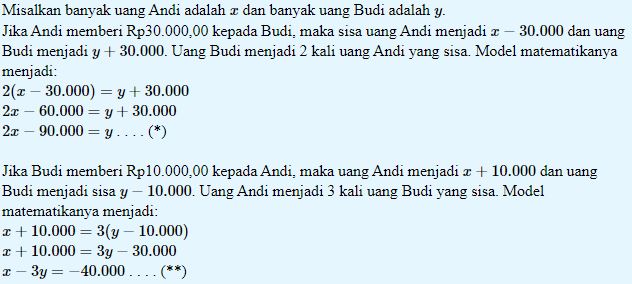 Misalkan banyak uang Andi adalah x dan banyak uang Budi adalah y.
Jika Andi memberi Rp30.000,00 kepada Budi, maka sisa uang Andi menjadi x − 30.000 dan uang
Budi menjadi y + 30.000. Uang Budi menjadi 2 kali uang Andi yang sisa. Model matematikanya
menjadi:
2(x − 30.000) = y + 30.000
2x − 60.000 = y + 30.000
2x − 90.000 = y . . . . (*)
Jika Budi memberi Rp10.000,00 kepada Andi, maka uang Andi menjadi x + 10.000 dan uang
Budi menjadi sisa y − 10.000. Uang Andi menjadi 3 kali uang Budi yang sisa. Model
matematikanya menjadi:
x + 10.000 = 3(y − 10.000)
x + 10.000 = 3y − 30.000
x − 3y = −40.000 . . . . (**)